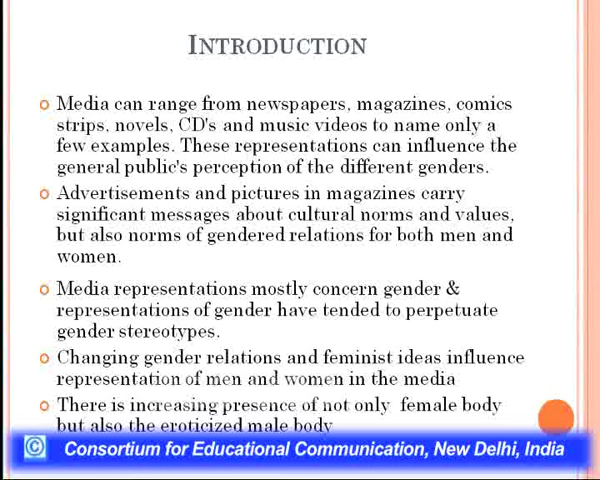 INTRODUCTION
Media can range from newspapers, magazines, comics
strips, novels, CD's and music videos to name only a
few examples. These representations can influence the
general public's perception of the different genders.
Advertisements and pictures in magazines carry
significant messages about cultural norms and values,
but also norms of gendered relations for both men and
women.
Media representations mostly concern gender &
representations of gender have tended to perpetuate
gender stereotypes.
Changing gender relations and feminist ideas influence
representation of men and women in the media
There is increasing presence of not only female body
but also the eroticized male body
© Consortium for Educational Communication, New Delhi, India